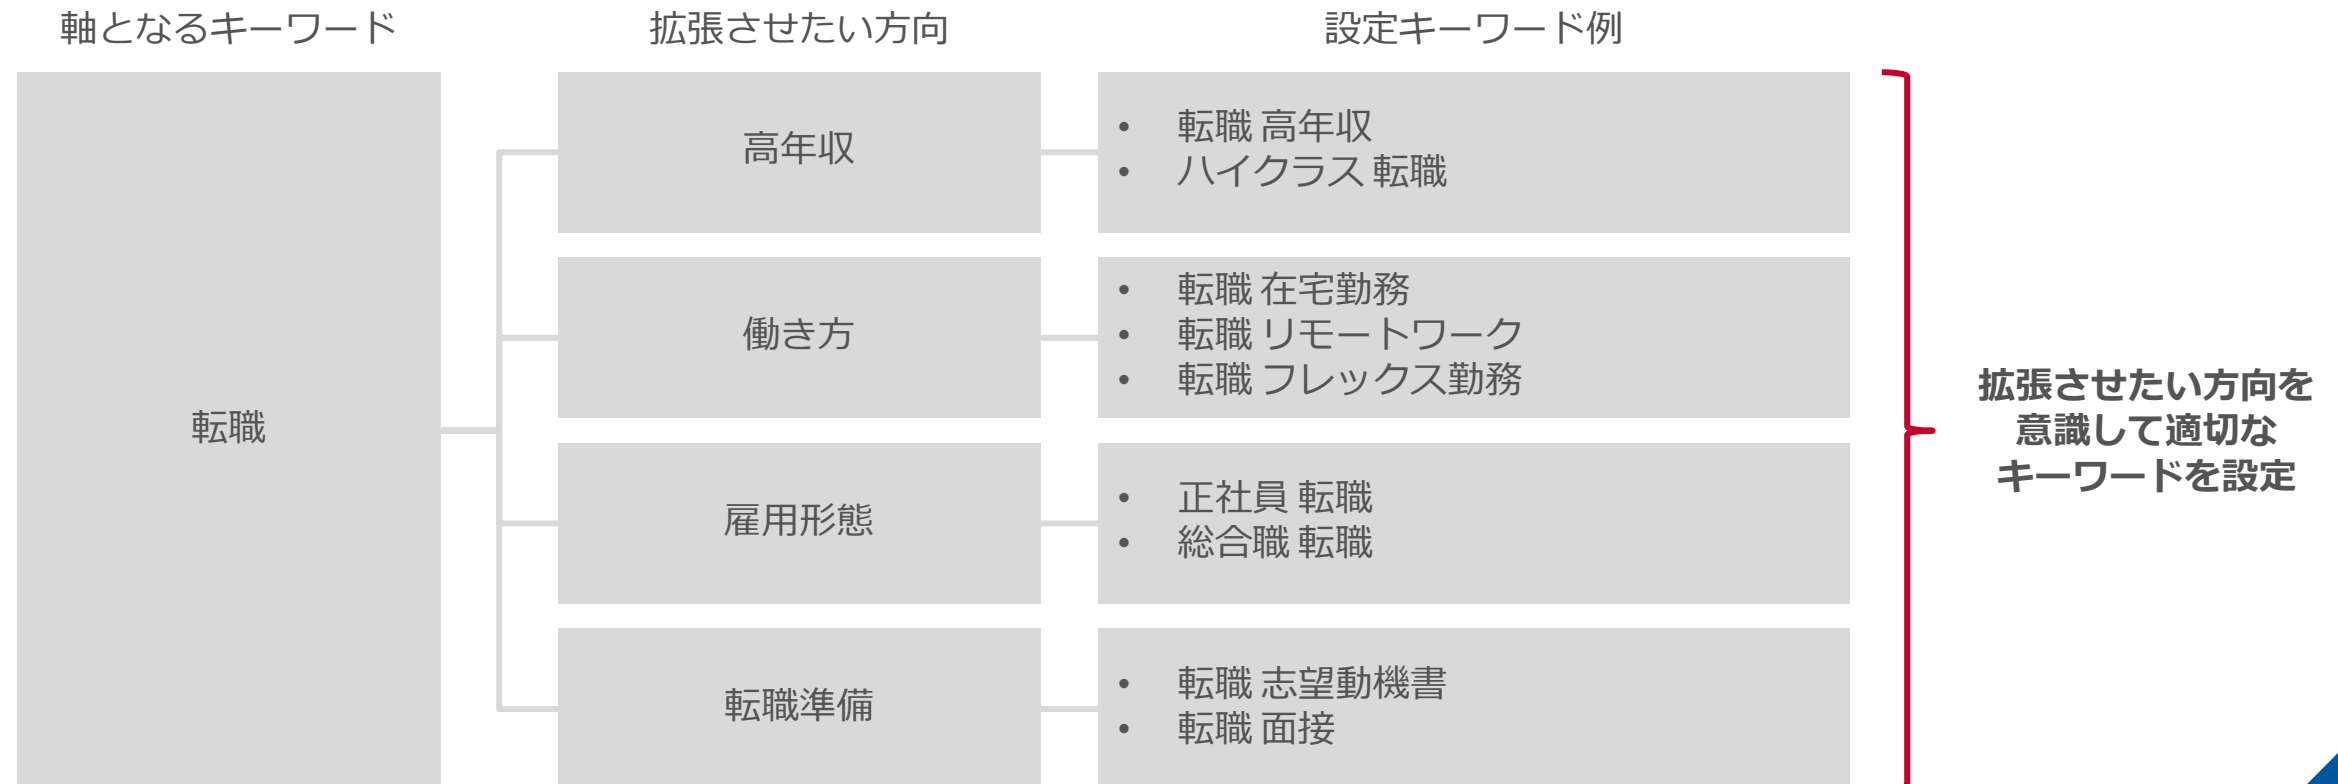 軸となるキーワード
拡張させたい方向
設定キーワード例
転職
高年収
• 転職 高年収
• ハイクラス 転職
働き方
• 転職 在宅勤務
• 転職 リモートワーク
• 転職 フレックス勤務
雇用形態
• 正社員 転職
• 総合職 転職
転職準備
• 転職 志望動機書
• 転職 面接
拡張させたい方向を
意識して適切な
キーワードを設定